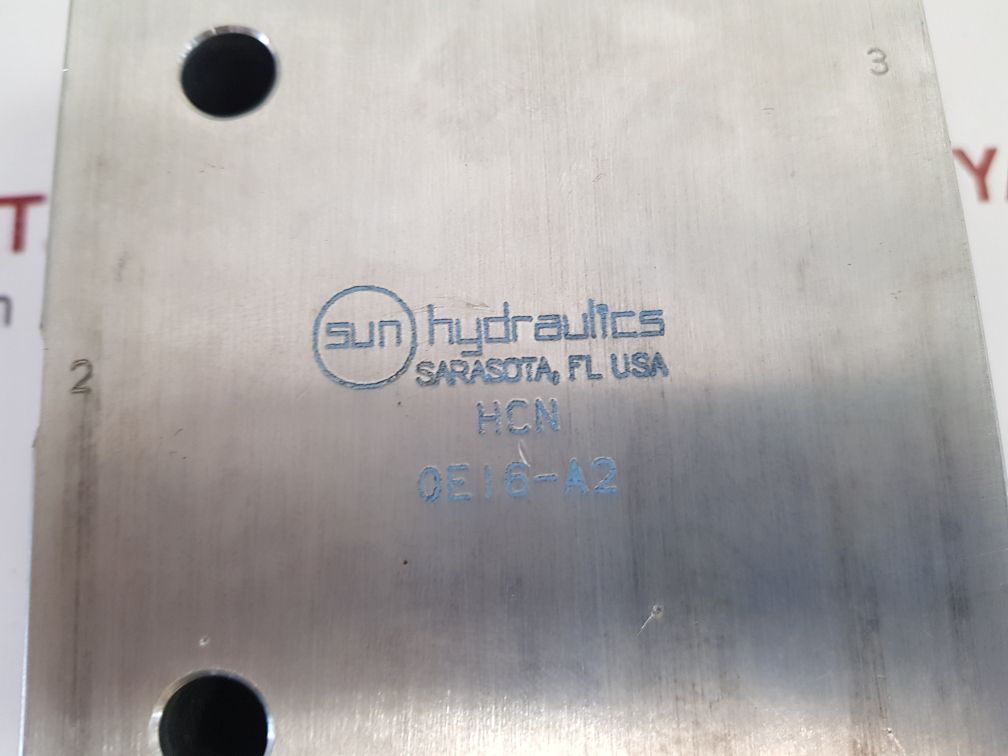 3
T
Y
n
2
sun hydraulics
SARASOTA, FL USA
HCN
0E16-A2